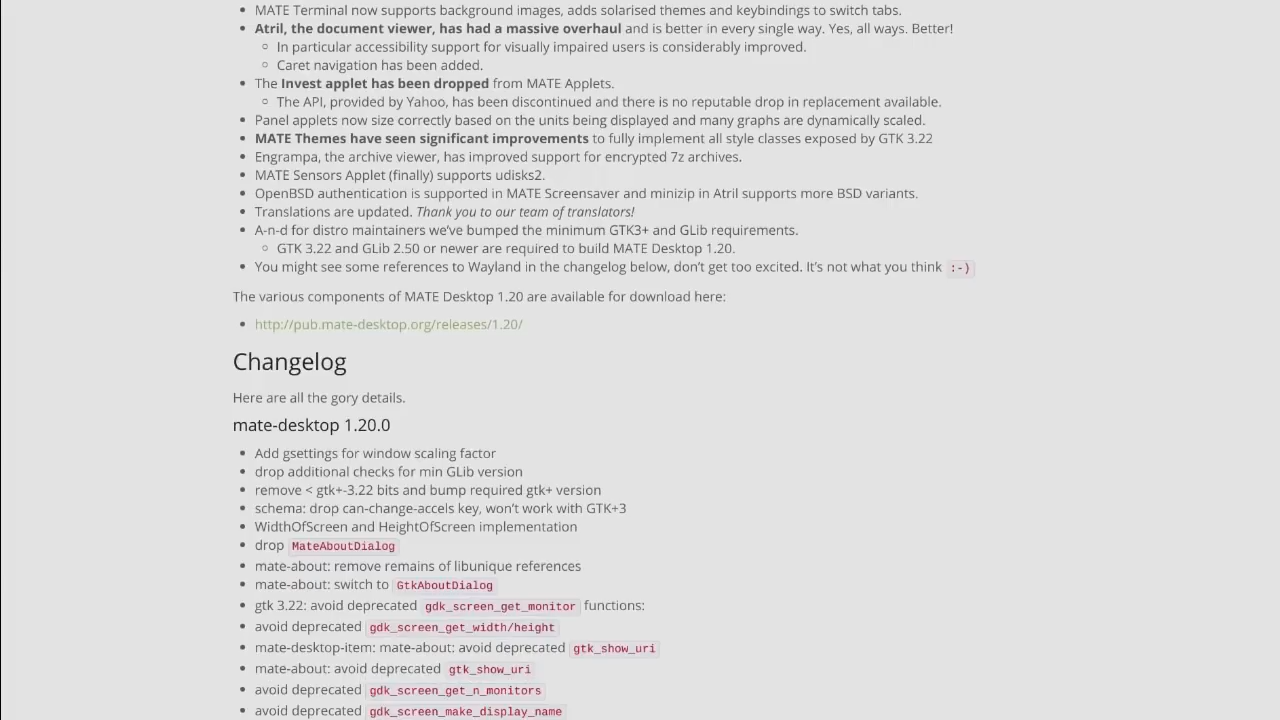 MATE Terminal now supports background images, adds solarised themes and keybindings to switch tabs.
Atril, the document viewer, has had a massive overhaul and is better in every single way. Yes, all ways. Better!
In particular accessibility support for visually impaired users is considerably improved.
Caret navigation has been added.
The Invest applet has been dropped from MATE Applets.
The API, provided by Yahoo, has been discontinued and there is no reputable drop in replacement available.
Panel applets now size correctly based on the units being displayed and many graphs are dynamically scaled.
MATE Themes have seen significant improvements to fully implement all style classes exposed by GTK 3.22
Engrampa, the archive viewer, has improved support for encrypted 7z archives.
MATE Sensors Applet (finally) supports udisks2.
OpenBSD authentication is supported in MATE Screensaver and minizip in Atril supports more BSD variants.
Translations are updated. Thank you to our team of translators!
A-n-d for distro maintainers we've bumped the minimum GTK3+ and GLib requirements.
GTK 3.22 and GLib 2.50 or newer are required to build MATE Desktop 1.20.
You might see some references to Wayland in the changelog below, don't get too excited. It's not what you think :-)
The various components of MATE Desktop 1.20 are available for download here:
http://pub.mate-desktop.org/releases/1.20/
Changelog
Here are all the gory details.
mate-desktop 1.20.0
Add gsettings for window scaling factor
drop additional checks for min GLib version
remove < gtk+-3.22 bits and bump required gtk+ version
schema: drop can-change-accels key, won't work with GTK+3
WidthOfScreen and HeightOfScreen implementation
drop MateAboutDialog
mate-about: remove remains of libunique references
mate-about: switch to GtkAboutDialog
gtk 3.22: avoid deprecated gdk_screen_get_monitor functions:
avoid deprecated gdk_screen_get_width/height
mate-desktop-item: mate-about: avoid deprecated gtk_show_uri
mate-about: avoid deprecated gtk_show_uri
avoid deprecated gdk_screen_get_n_monitors
avoid deprecated gdk_screen_make_display_name